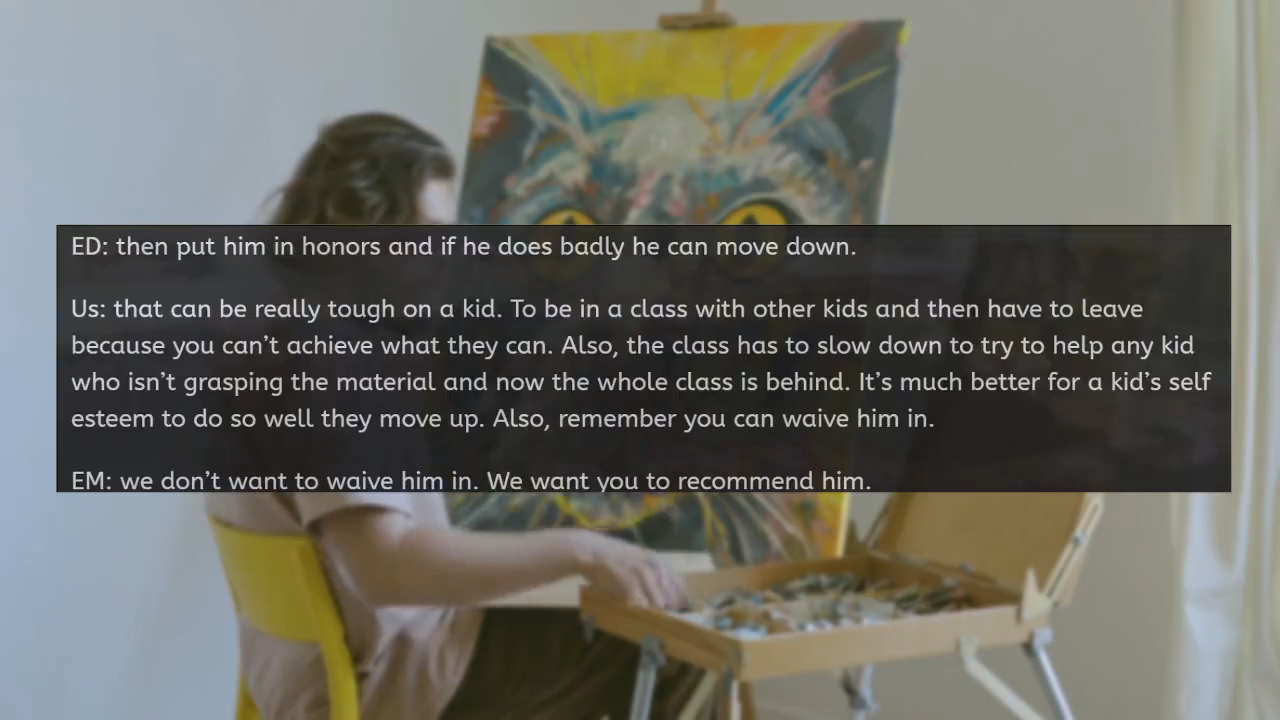 ED: then put him in honors and if he does badly he can move down.
Us: that can be really tough on a kid. To be in a class with other kids and then have to leave
because you can’t achieve what they can. Also, the class has to slow down to try to help any kid
who isn’t grasping the material and now the whole class is behind. It’s much better for a kid’s self
esteem to do so well they move up. Also, remember you can waive him in.
EM: we don’t want to waive him in. We want you to recommend him.